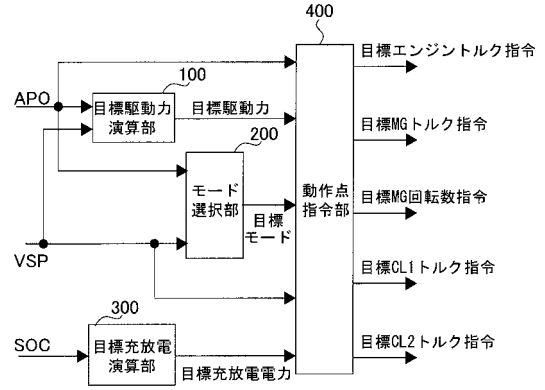 400
目標エンジントルク指令
100
APO
目標駆動力
演算部
目標駆動力
目標MGトルク指令
200
モード
選択部
目標
モード
動作点
指令部
目標MG回転数指令
VSP
目標CL1トルク指令
300
SOC
目標充放電
演算部
目標充放電電力
目標CL2トルク指令